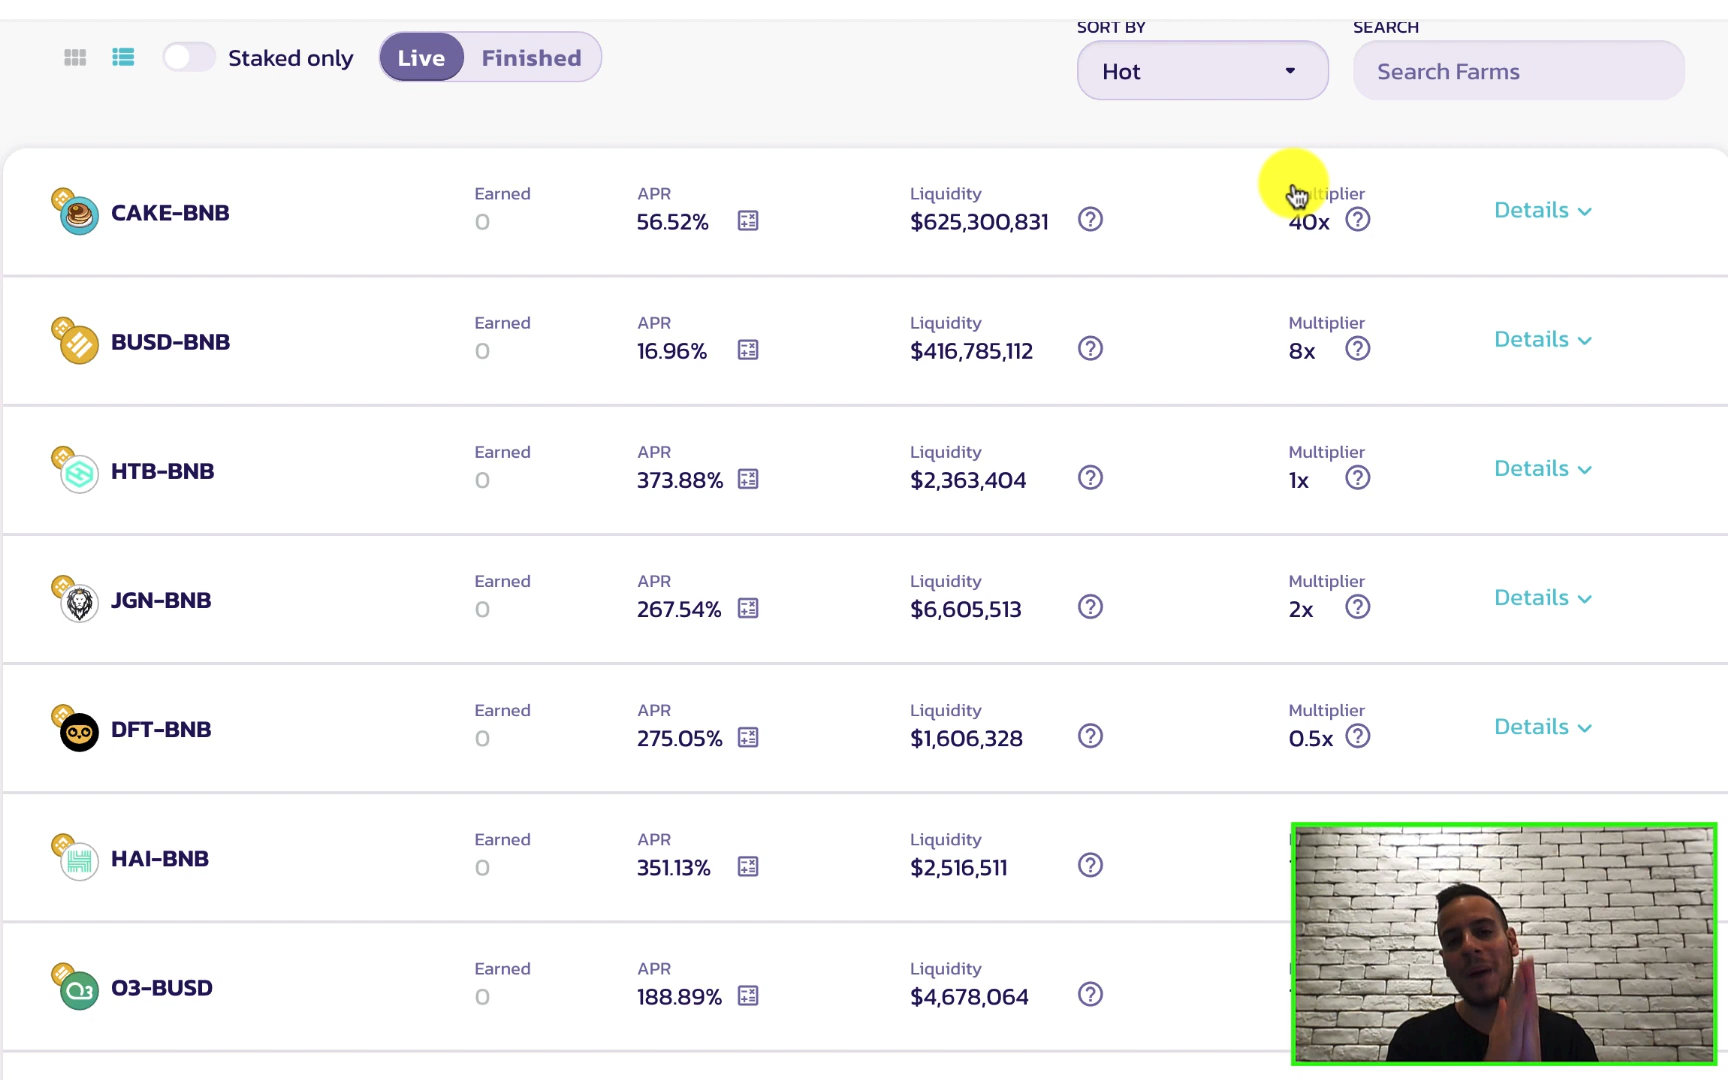 SORT BY
SEARCH
Staked only
Live
Finished
Hot
Search Farms
CAKE-BNB
Earned
0
APR
56.52%
Liquidity
$625,300,831
Multiplier
40x
Details
BUSD-BNB
Earned
0
APR
16.96%
Liquidity
$416,785,112
Multiplier
8x
Details
HTB-BNB
Earned
0
APR
373.88%
Liquidity
$2,363,404
Multiplier
1x
Details
JGN-BNB
Earned
0
APR
267.54%
Liquidity
$6,605,513
Multiplier
2x
Details
DFT-BNB
Earned
0
APR
275.05%
Liquidity
$1,606,328
Multiplier
0.5x
Details
HAI-BNB
Earned
0
APR
351.13%
Liquidity
$2,516,511
O3-BUSD
Earned
0
APR
188.89%
Liquidity
$4,678,064